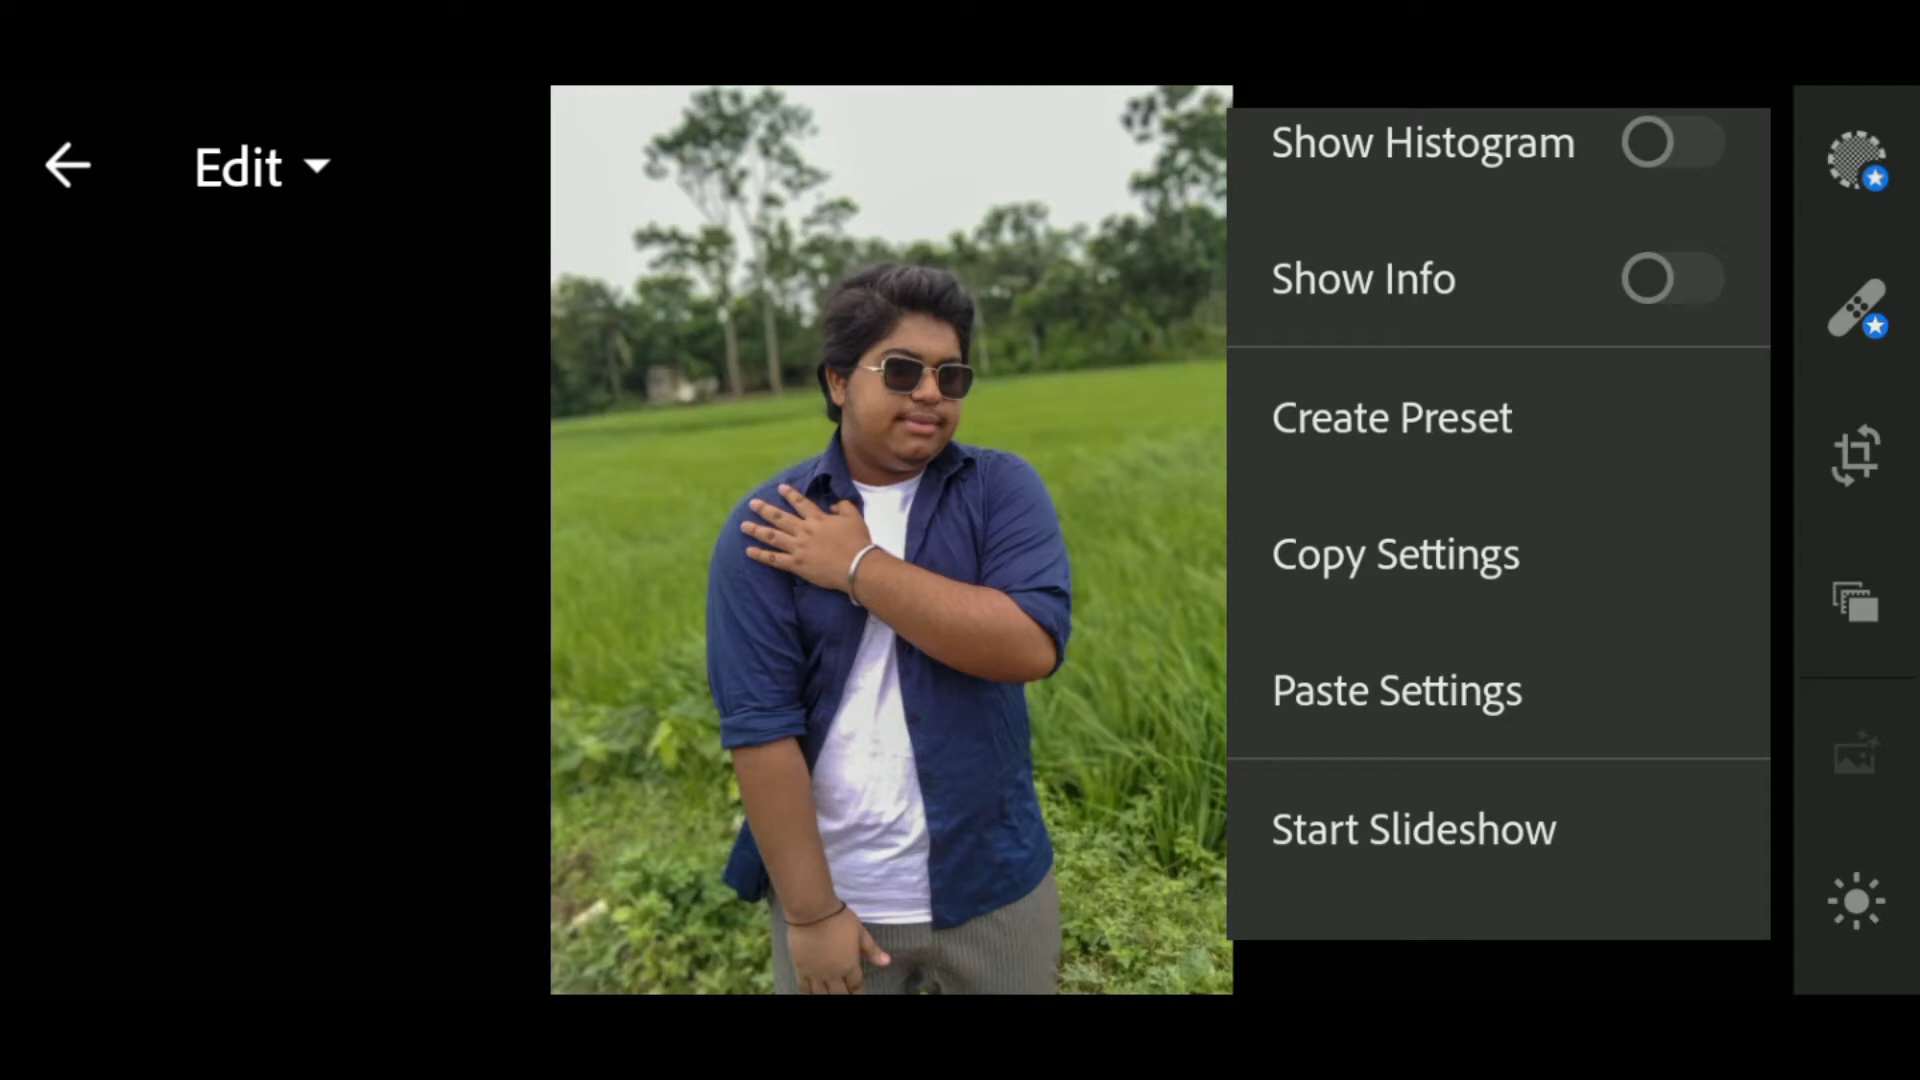 Edit
Show Histogram
Show Info
Create Preset
Copy Settings
Paste Settings
Start Slideshow